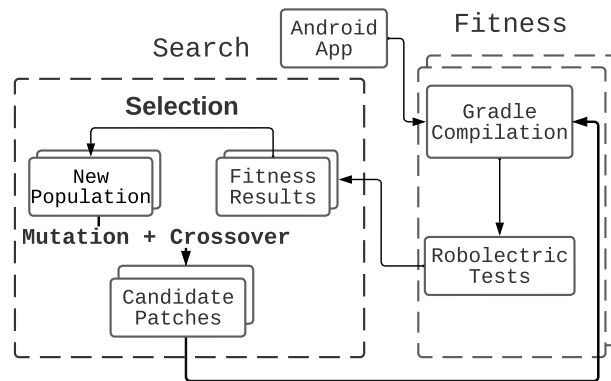 Android
App
Fitness
Search
Selection
Gradle
Compilation
New
Population
Fitness
Results
Mutation + Crossover
Robolectric
Tests
Candidate
Patches